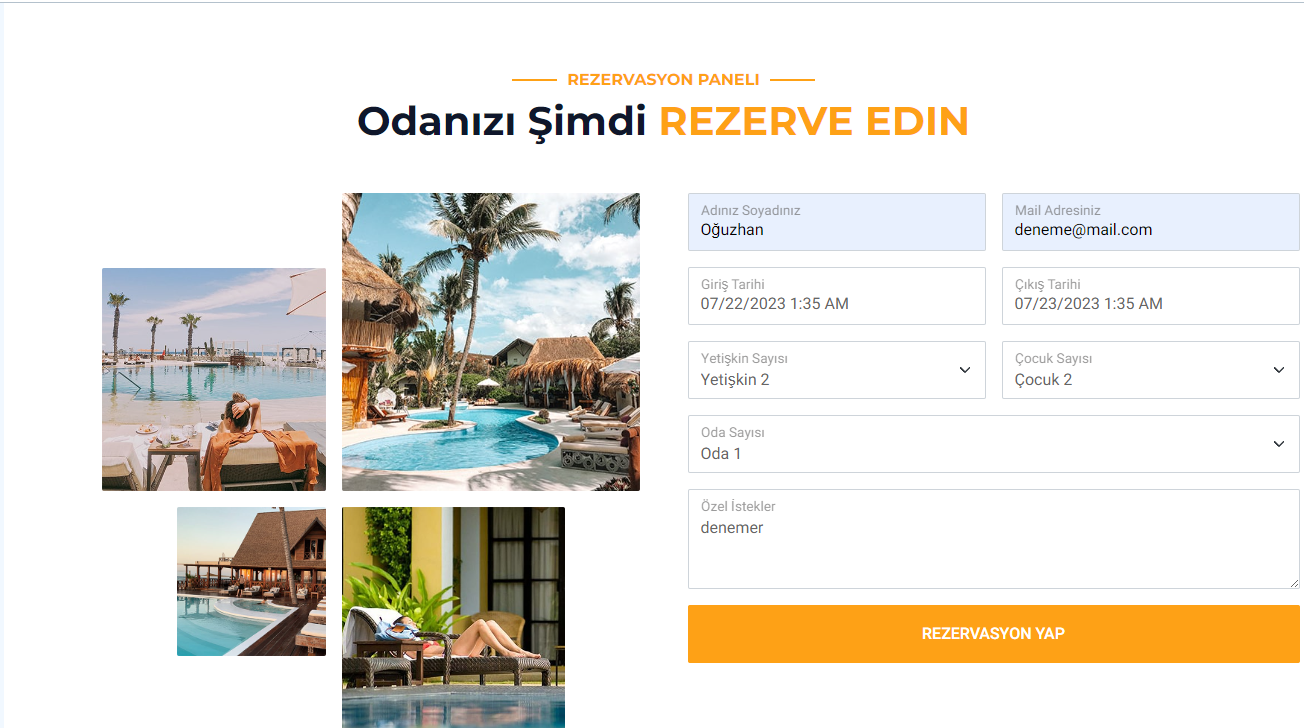 REZERVASYON PANELI
Odanızı Şimdi REZERVE EDIN
Adınız Soyadınız
Oğuzhan
Mail Adresiniz
deneme@mail.com
Giriş Tarihi
07/22/2023 1:35 AM
Çıkış Tarihi
07/23/2023 1:35 AM
Yetişkin Sayısı
Yetişkin 2
Çocuk Sayısı
Çocuk 2
Oda Sayısı
Oda 1
Özel İstekler
denemer
REZERVASYON YAP